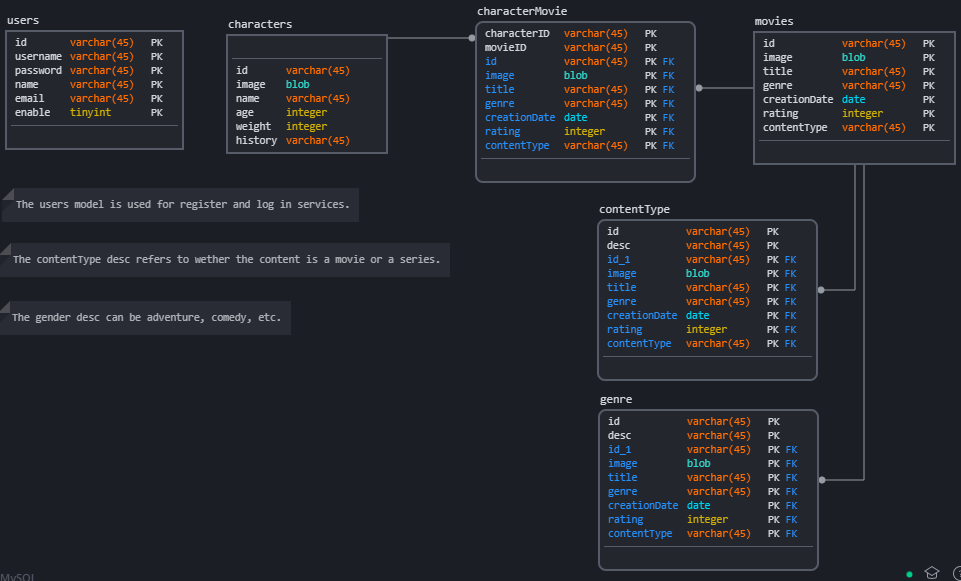 users
id varchar(45) PK
username varchar(45) PK
password varchar(45) PK
name varchar(45) PK
email varchar(45) PK
enable tinyint PK
characters
id varchar(45)
image blob
name varchar(45)
age integer
weight integer
history varchar(45)
characterMovie
characterID varchar(45) PK
movieID varchar(45) PK
id varchar(45) PK FK
image blob PK FK
title varchar(45) PK FK
genre varchar(45) PK FK
creationDate date PK FK
rating integer PK FK
contentType varchar(45) PK FK
movies
id varchar(45) PK
image blob PK
title varchar(45) PK
genre varchar(45) PK
creationDate date PK
rating integer PK
contentType varchar(45) PK
The users model is used for register and log in services.
The contentType desc refers to wether the content is a movie or a series.
The gender desc can be adventure, comedy, etc.
contentType
id varchar(45) PK
desc varchar(45) PK
id_1 varchar(45) PK FK
image blob PK FK
title varchar(45) PK FK
genre varchar(45) PK FK
creationDate date PK FK
rating integer PK FK
contentType varchar(45) PK FK
genre
id varchar(45) PK
desc varchar(45) PK
id_1 varchar(45) PK FK
image blob PK FK
title varchar(45) PK FK
genre varchar(45) PK FK
creationDate date PK FK
rating integer PK FK
contentType varchar(45) PK FK
MySQL